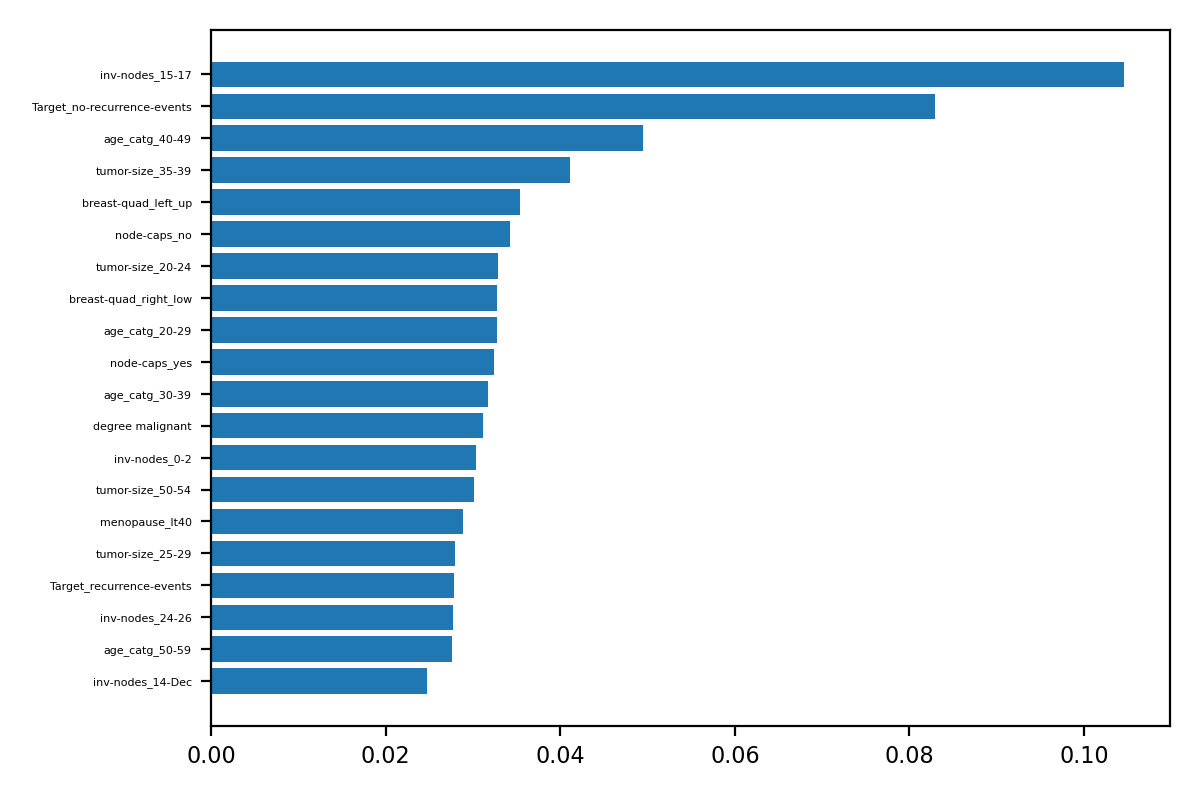 inv-nodes_15-17
Target_no-recurrence-events
age_catg_40-49
tumor-size_35-39
breast-quad_left_up
node-caps_no
tumor-size_20-24
breast-quad_right_low
age_catg_20-29
node-caps_yes
age_catg_30-39
degree malignant
inv-nodes_0-2
tumor-size_50-54
menopause_lt40
tumor-size_25-29
Target_recurrence-events
inv-nodes_24-26
age_catg_50-59
inv-nodes_14-Dec
0.00 0.02 0.04 0.06 0.08 0.10